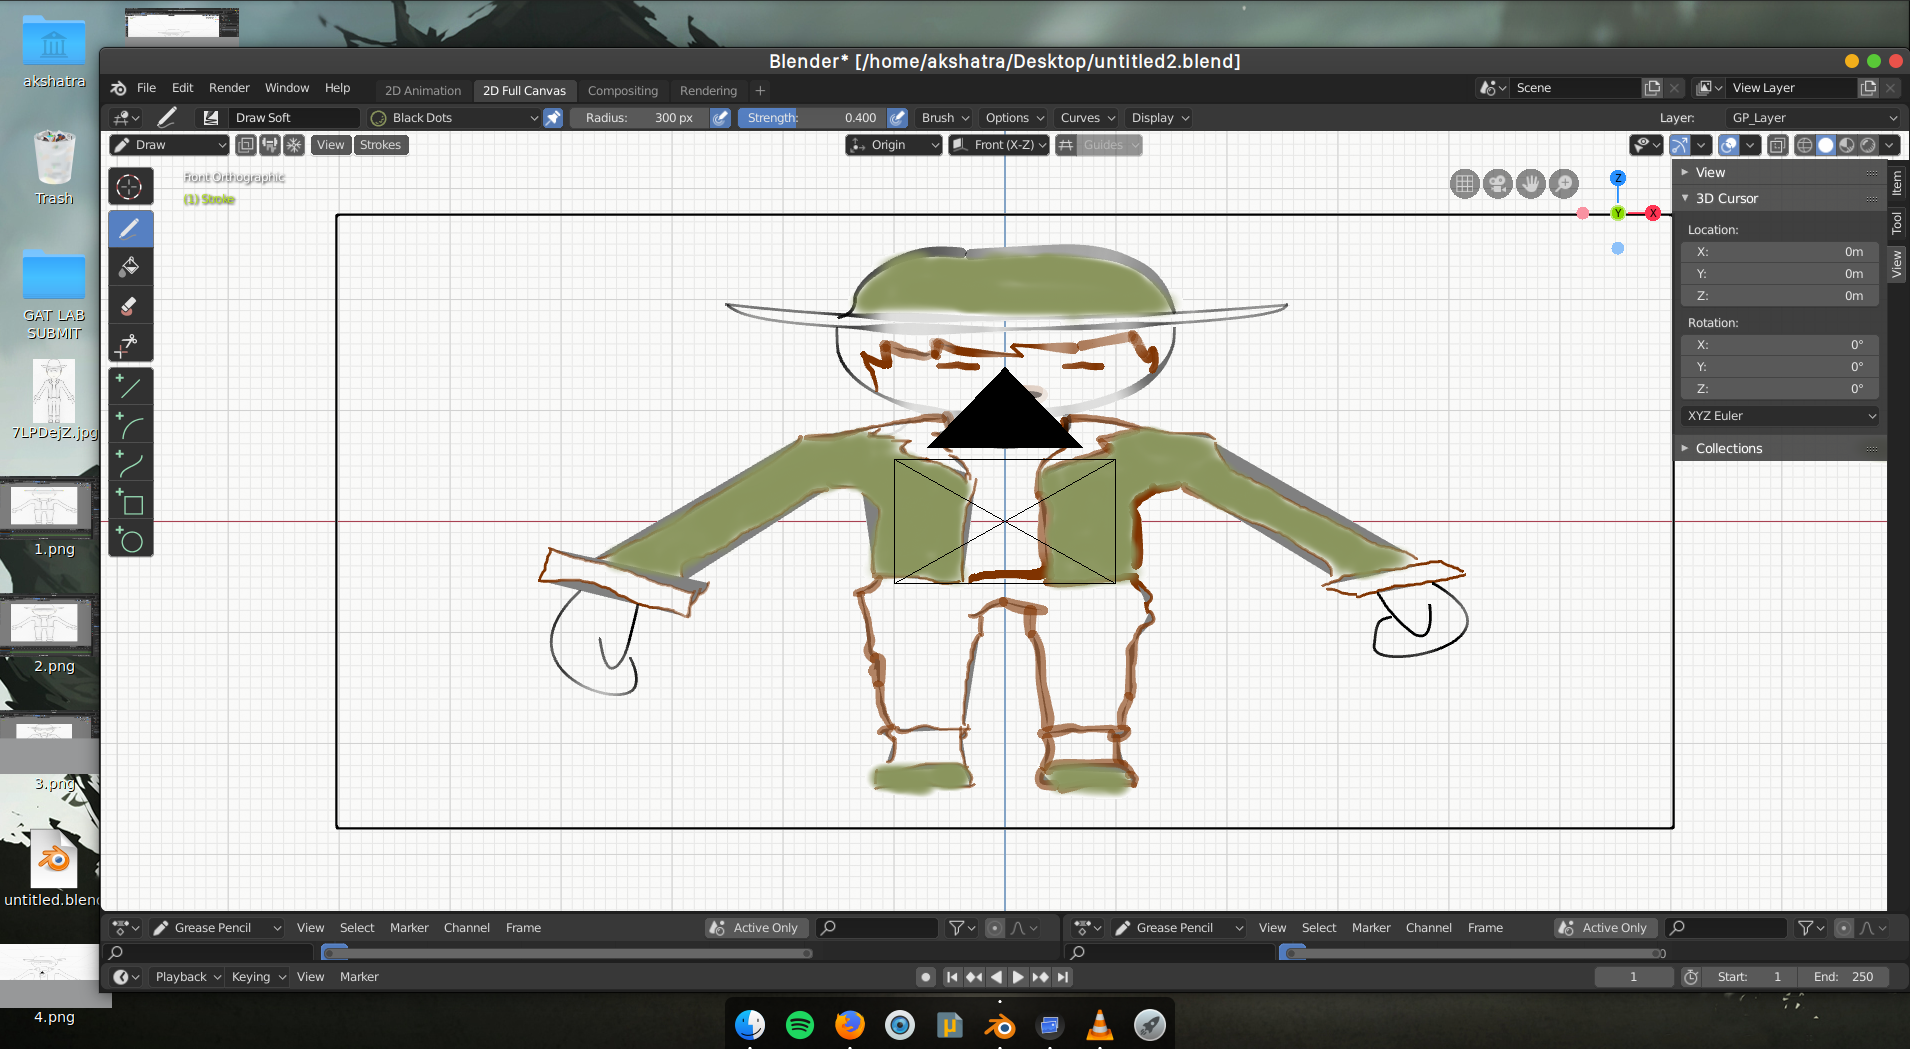 Blender* [/home/akshatra/Desktop/untitled2.blend]
akshatra
File Edit Render Window Help
2D Animation 2D Full Canvas Compositing Rendering +
Scene
View Layer
Draw Soft
Black Dots
Radius: 300 px
Strength: 0.400
Brush Options Curves Display
Layer: GP_Layer
Draw
View Strokes
Origin
Front (X-Z)
Guides
Front Orthographic
(1) Stroke
Z
Y
X
View
3D Cursor
Location:
X: 0m
Y: 0m
Z: 0m
Rotation:
X: 0°
Y: 0°
Z: 0°
XYZ Euler
Collections
Item
Tool
View
Trash
GAT LAB
SUBMIT
7LPDejZ.jpg
1.png
2.png
3.png
untitled.blend
4.png
Grease Pencil View Select Marker Channel Frame Active Only
Grease Pencil View Select Marker Channel Frame Active Only
Playback Keying View Marker
1
Start: 1
End: 250
µ